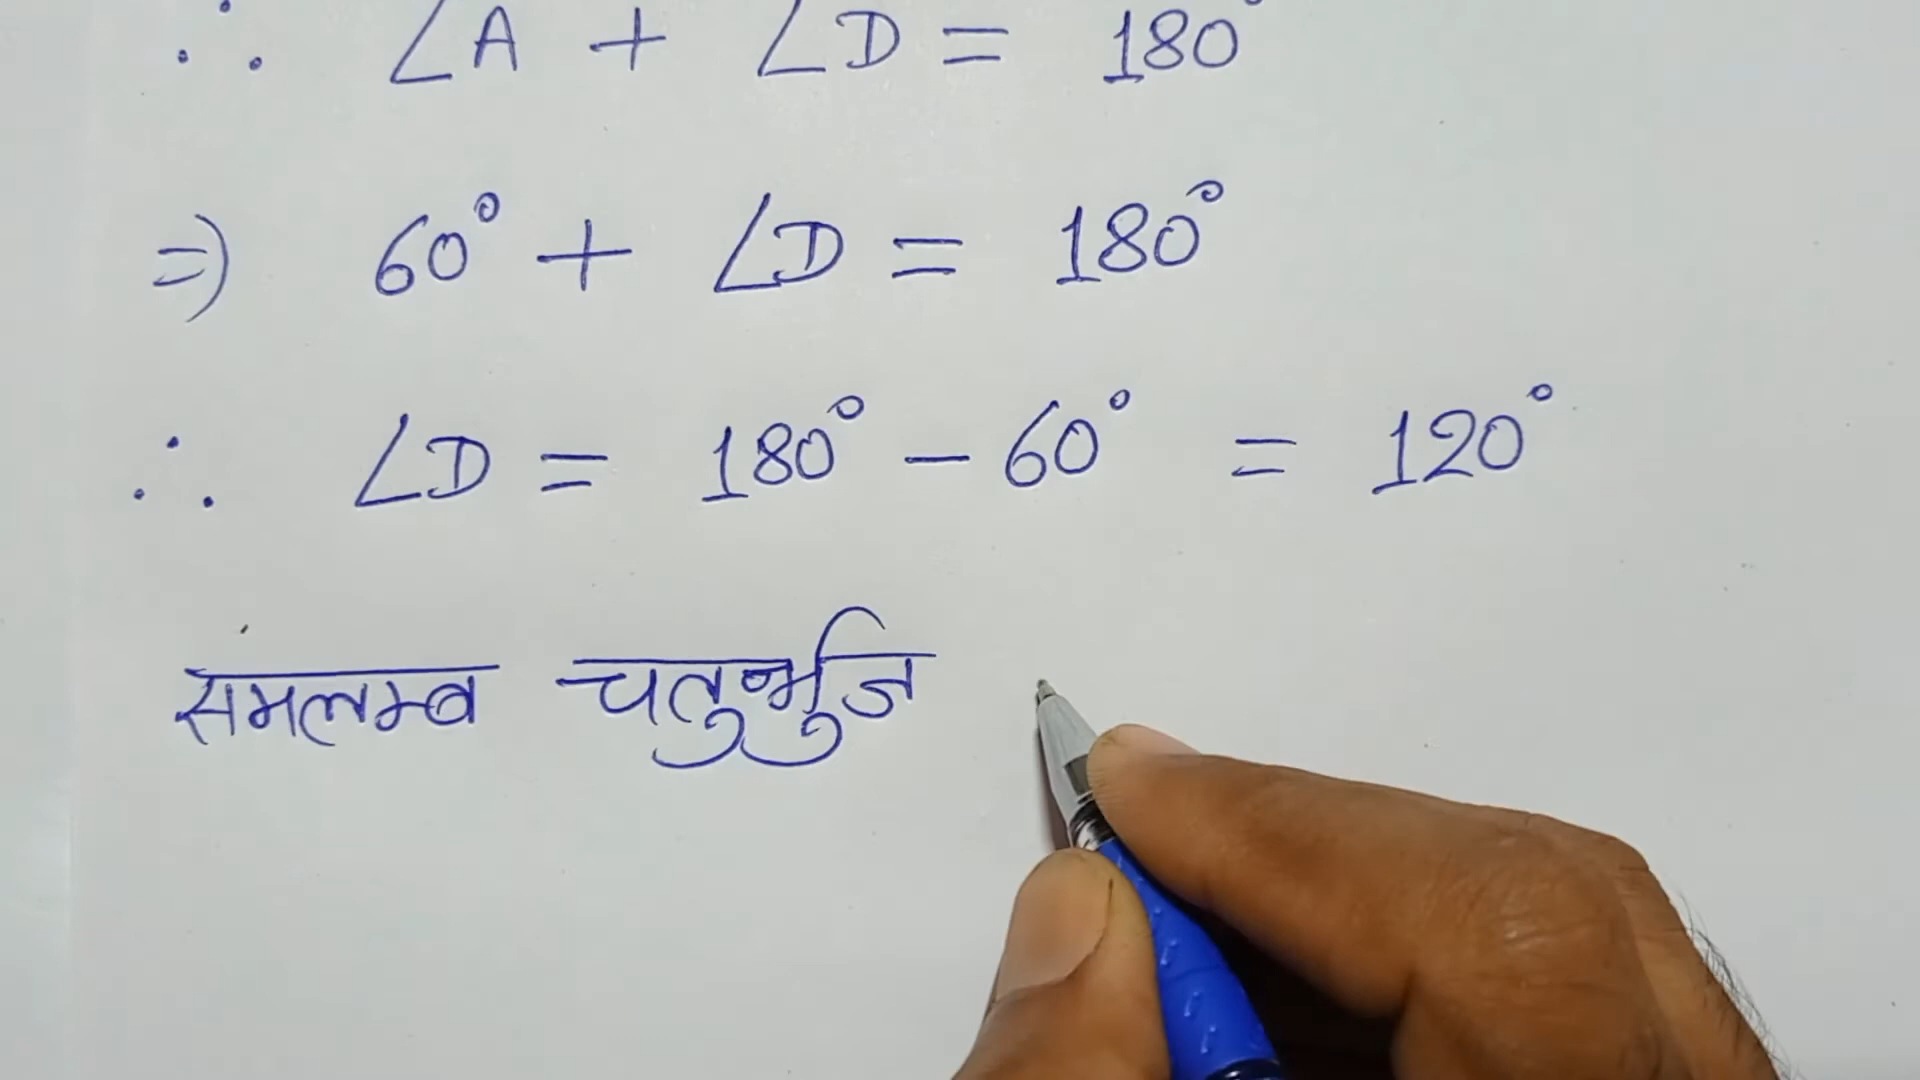 ∴ ∠A + ∠D = 180°
⇒ 60° + ∠D = 180°
∴ ∠D = 180° - 60° = 120°
समलम्ब चतुर्भुज